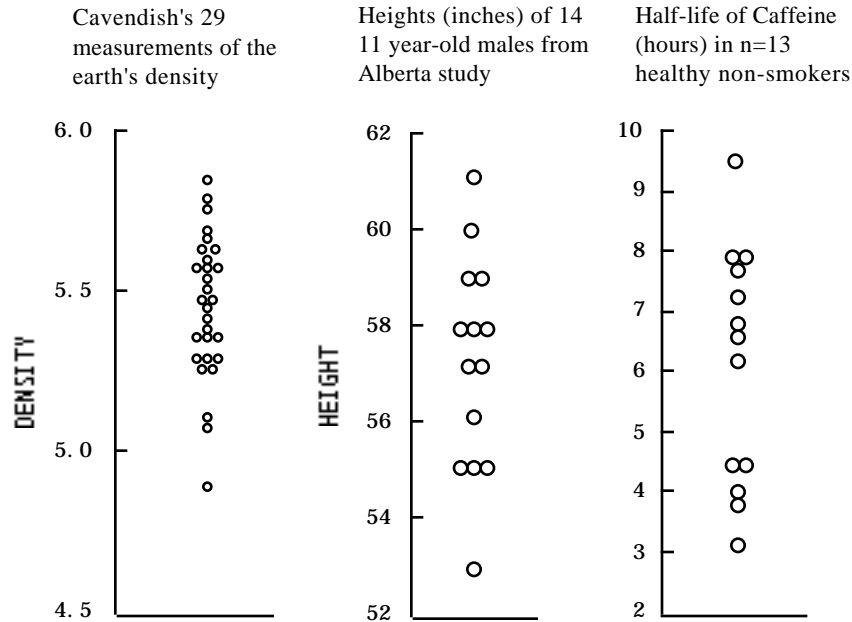 Cavendish's 29
measurements of the
earth's density
Heights (inches) of 14
11 year-old males from
Alberta study
Half-life of Caffeine
(hours) in n=13
healthy non-smokers
6.0
5.5
5.0
4.5
DENSITY
62
60
58
56
54
52
HEIGHT
10
9
8
7
6
5
4
3
2